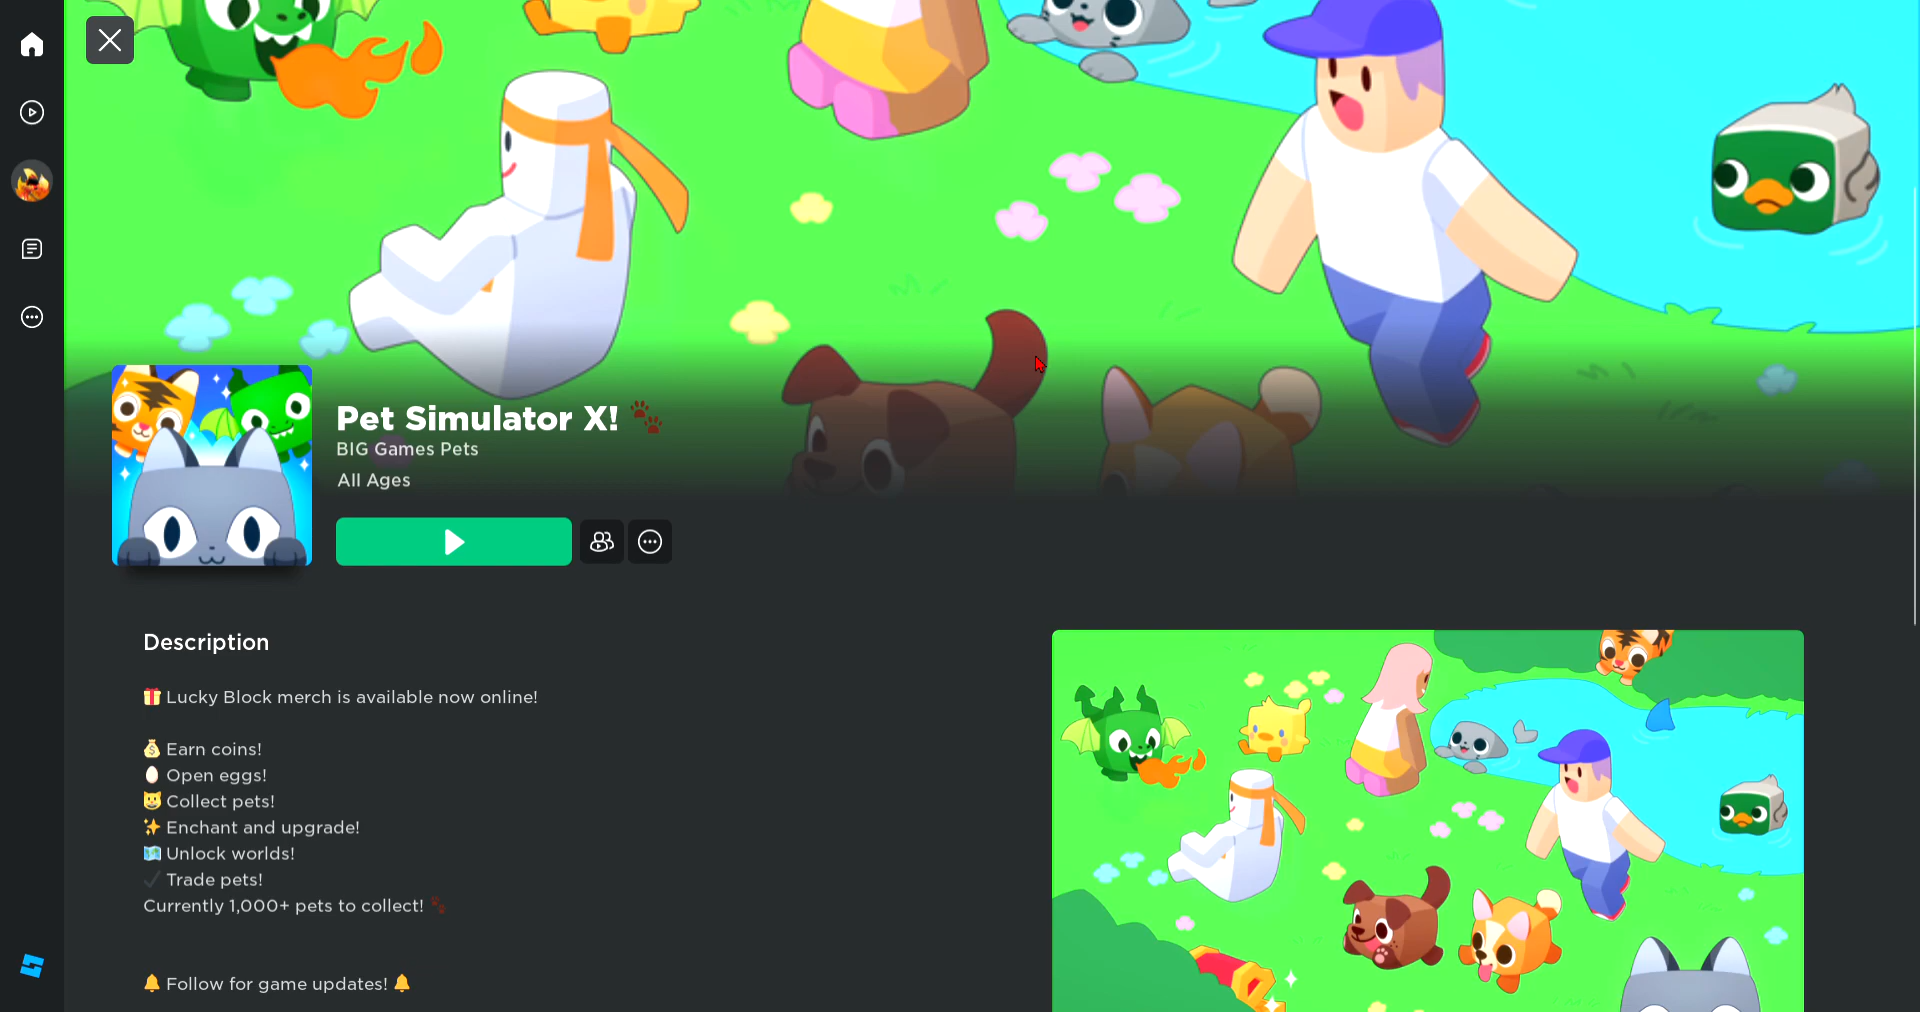 Pet Simulator X! 🐾
BIG Games Pets
All Ages
Description
🎁 Lucky Block merch is available now online!
💰 Earn coins!
🥚 Open eggs!
😺 Collect pets!
✨ Enchant and upgrade!
🗺️ Unlock worlds!
✔️ Trade pets!
Currently 1,000+ pets to collect! 🐾
🔔 Follow for game updates! 🔔